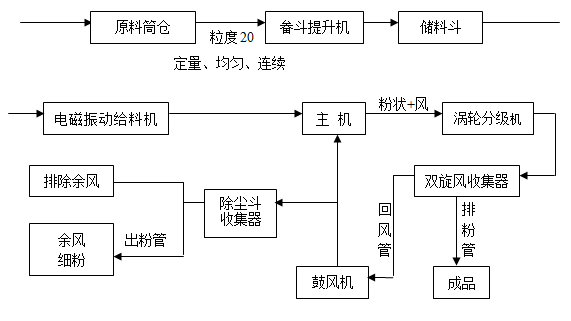 原料筒仓
粒度20
畚斗提升机
储料斗
定量、均匀、连续
电磁振动给料机
主 机
粉状+风
涡轮分级机
排除余风
除尘斗
收集器
双旋风收集器
回风管
排粉管
余风
细粉
出粉管
鼓风机
成品